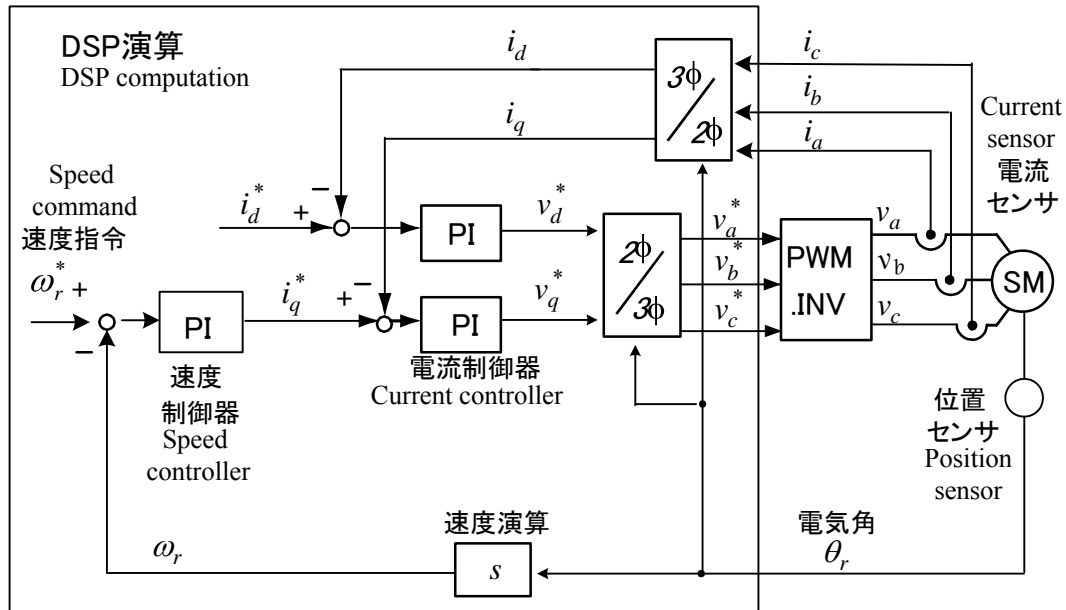 DSP演算
DSP computation
i_d
i_q
3ϕ
2ϕ
i_c
i_b
i_a
Current
sensor
電流
センサ
Speed
command
速度指令
ω_r^* +
−
PI
速度
制御器
Speed
controller
i_d^*
+
−
PI
v_d^*
i_q^*
+
−
PI
v_q^*
電流制御器
Current controller
2ϕ
3ϕ
v_a^*
v_b^*
v_c^*
PWM
.INV
v_a
v_b
v_c
SM
位置
センサ
Position
sensor
速度演算
ω_r
s
電気角
θ_r